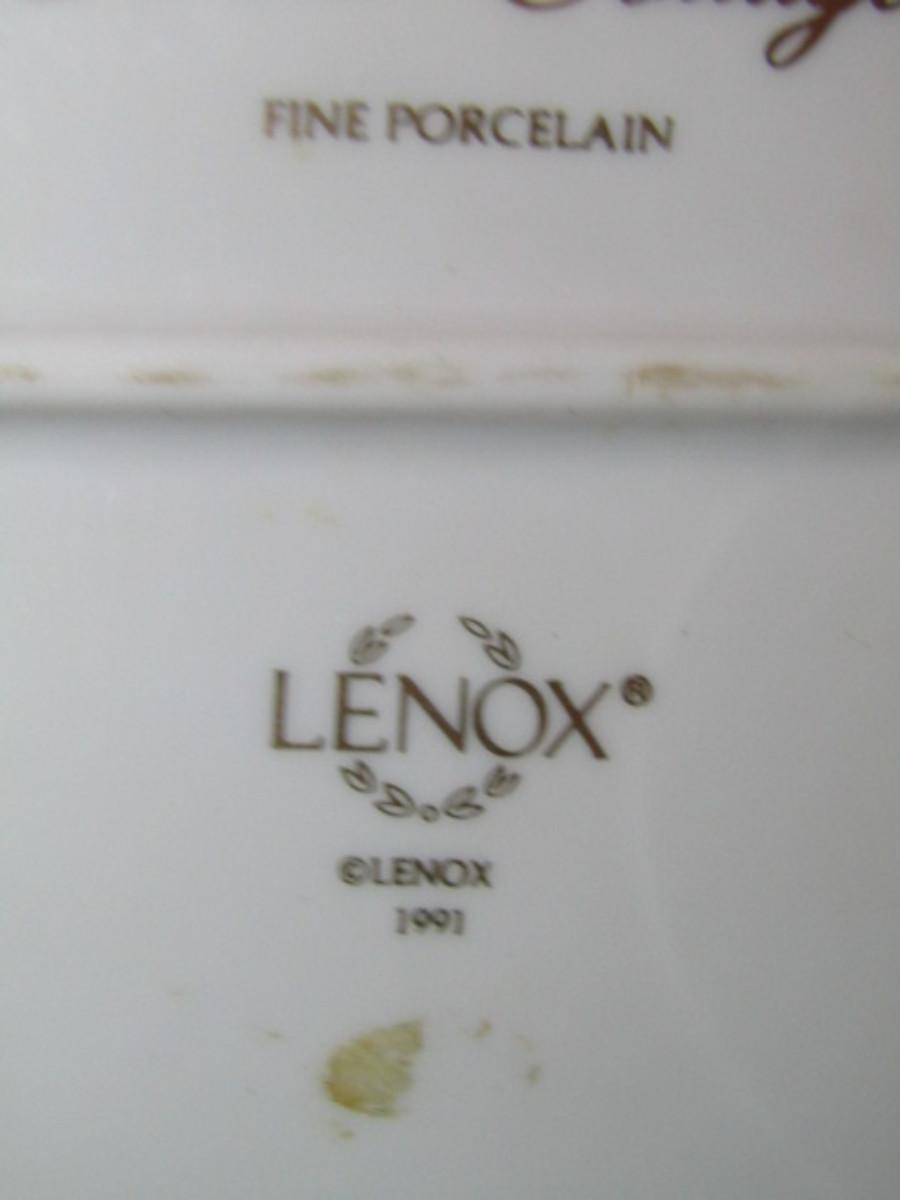 FINE PORCELAIN
LENOX®
©LENOX
1991